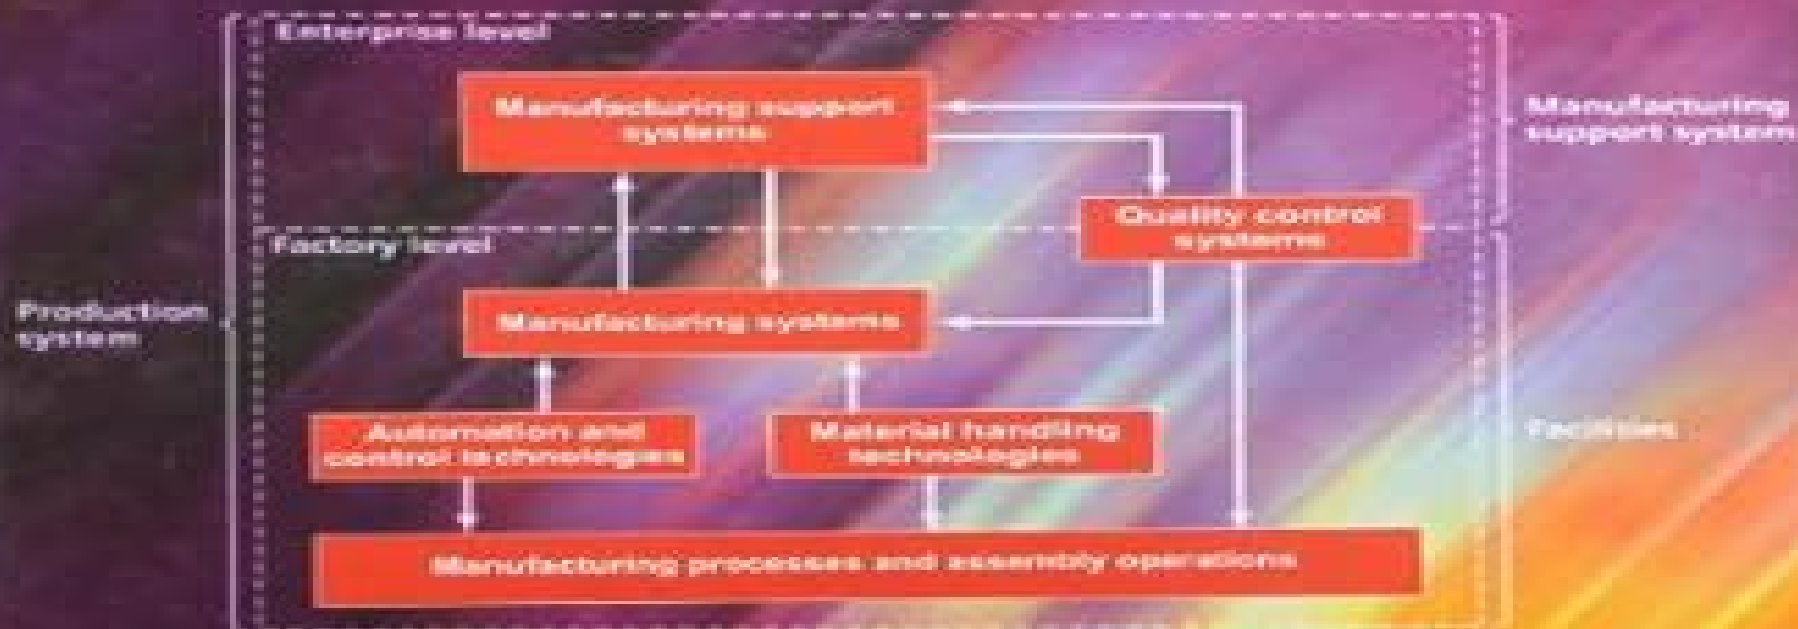 Enterprise level
Manufacturing support
systems
Manufacturing
support system
Quality control
systems
Factory level
Production
system
Manufacturing systems
Automation and
control technologies
Material handling
technologies
Facilities
Manufacturing processes and assembly operations